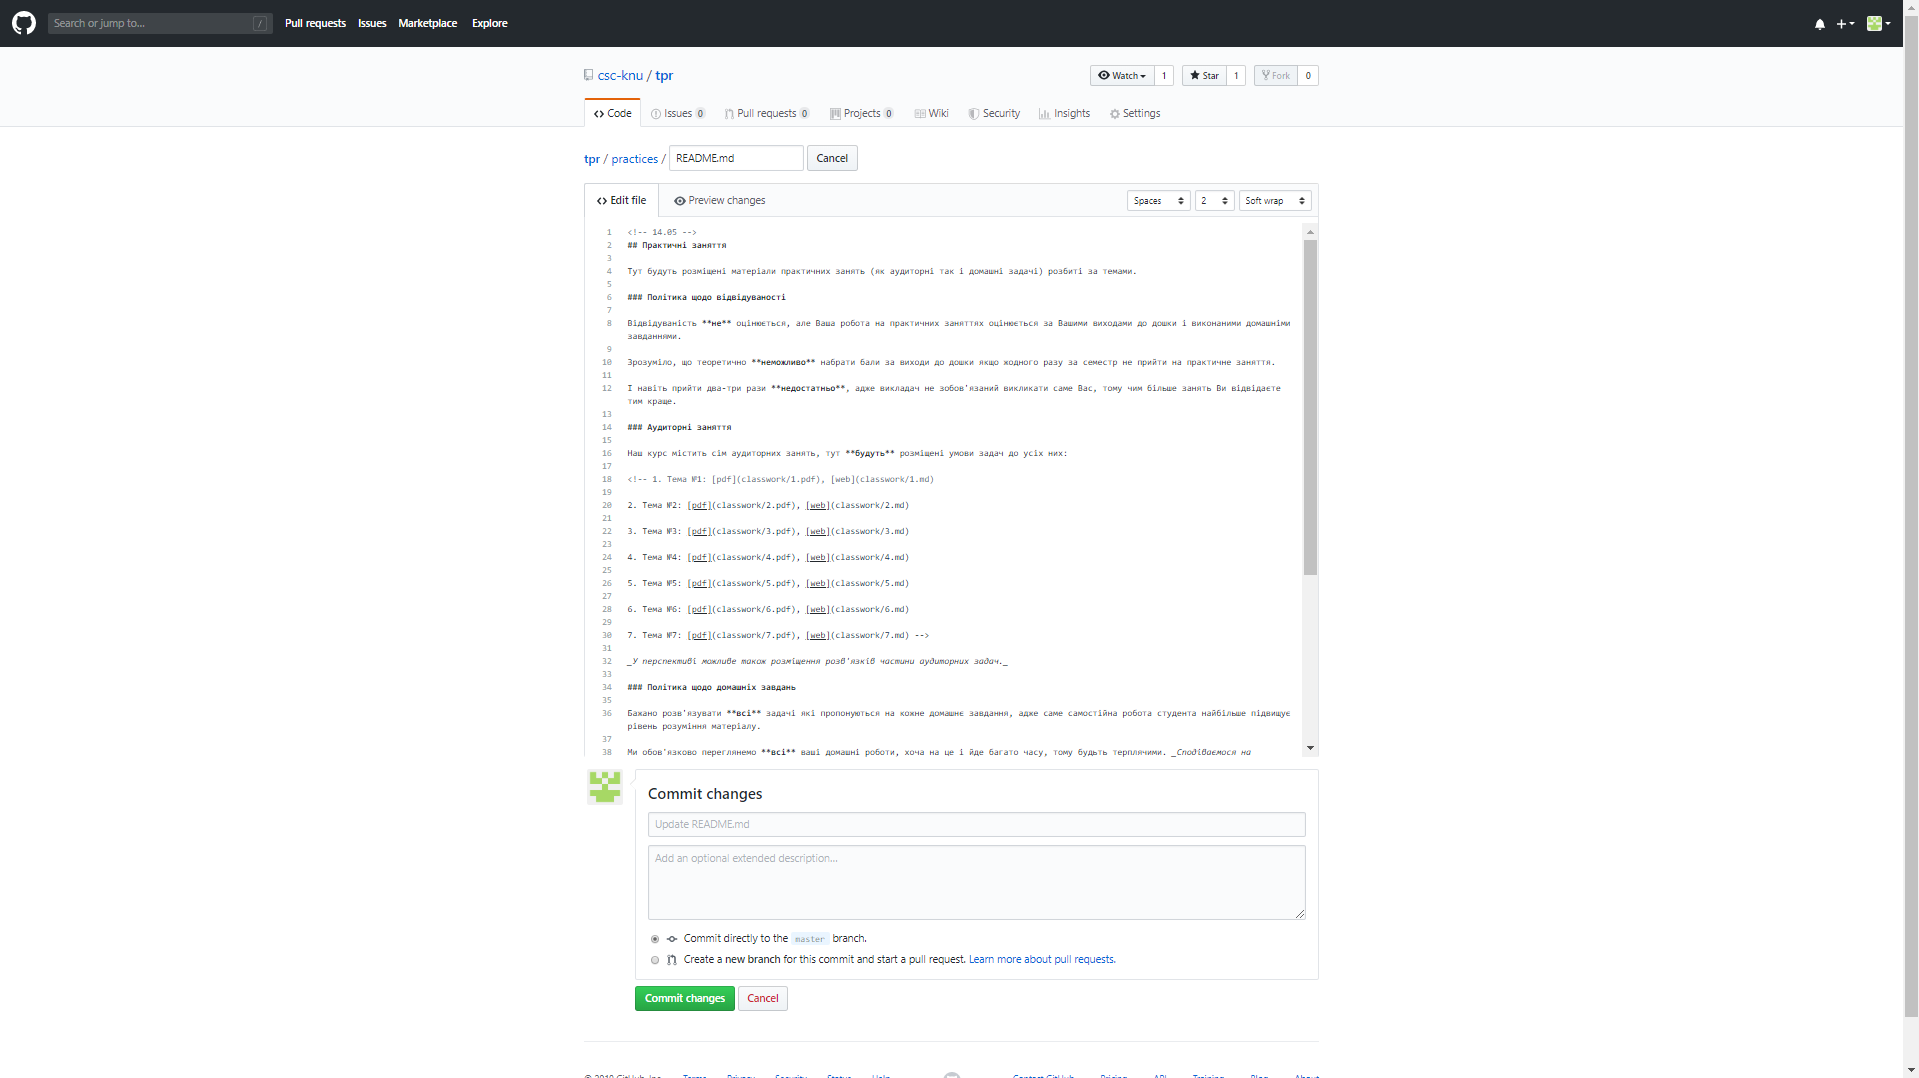 Search or jump to... /
Pull requests Issues Marketplace Explore
csc-knu / tpr
Watch 1 Star 1 Fork 0
Code Issues 0 Pull requests 0 Projects 0 Wiki Security Insights Settings
tpr / practices / README.md Cancel
Edit file Preview changes Spaces 2 Soft wrap
1 <!-- 14.05 -->
2 ## Практичні заняття
3
4 Тут будуть розміщені матеріали практичних занять (як аудиторні так і домашні задачі) розбиті за темами.
5
6 ### Політика щодо відвідуваності
7
8 Відвідуваність **не** оцінюється, але Ваша робота на практичних заняттях оцінюється за Вашими виходами до дошки і виконаними домашніми
завданнями.
9
10 Зрозуміло, що теоретично **неможливо** набрати бали за виходи до дошки якщо жодного разу за семестр не прийти на практичне заняття.
11
12 І навіть прийти два-три рази **недостатньо**, адже викладач не зобов'язаний викликати саме Вас, тому чим більше занять Ви відвідаєте
тим краще.
13
14 ### Аудиторні заняття
15
16 Наш курс містить сім аудиторних занять, тут **будуть** розміщені умови задач до усіх них:
17
18 <!-- 1. Тема №1: [pdf](classwork/1.pdf), [web](classwork/1.md)
19
20 2. Тема №2: [pdf](classwork/2.pdf), [web](classwork/2.md)
21
22 3. Тема №3: [pdf](classwork/3.pdf), [web](classwork/3.md)
23
24 4. Тема №4: [pdf](classwork/4.pdf), [web](classwork/4.md)
25
26 5. Тема №5: [pdf](classwork/5.pdf), [web](classwork/5.md)
27
28 6. Тема №6: [pdf](classwork/6.pdf), [web](classwork/6.md)
29
30 7. Тема №7: [pdf](classwork/7.pdf), [web](classwork/7.md) -->
31
32 _У перспективі можливе також розміщення розв'язків частини аудиторних задач._
33
34 ### Політика щодо домашніх завдань
35
36 Бажано розв'язувати **всі** задачі які пропонуються на кожне домашнє завдання, адже саме самостійна робота студента найбільше підвищує
рівень розуміння матеріалу.
37
38 Ми обов'язково переглянемо **всі** ваші домашні роботи, хоча на це і йде багато часу, тому будьть терплячими. _Сподіваємося на
Commit changes
Update README.md
Add an optional extended description...
Commit directly to the master branch.
Create a new branch for this commit and start a pull request. Learn more about pull requests.
Commit changes Cancel